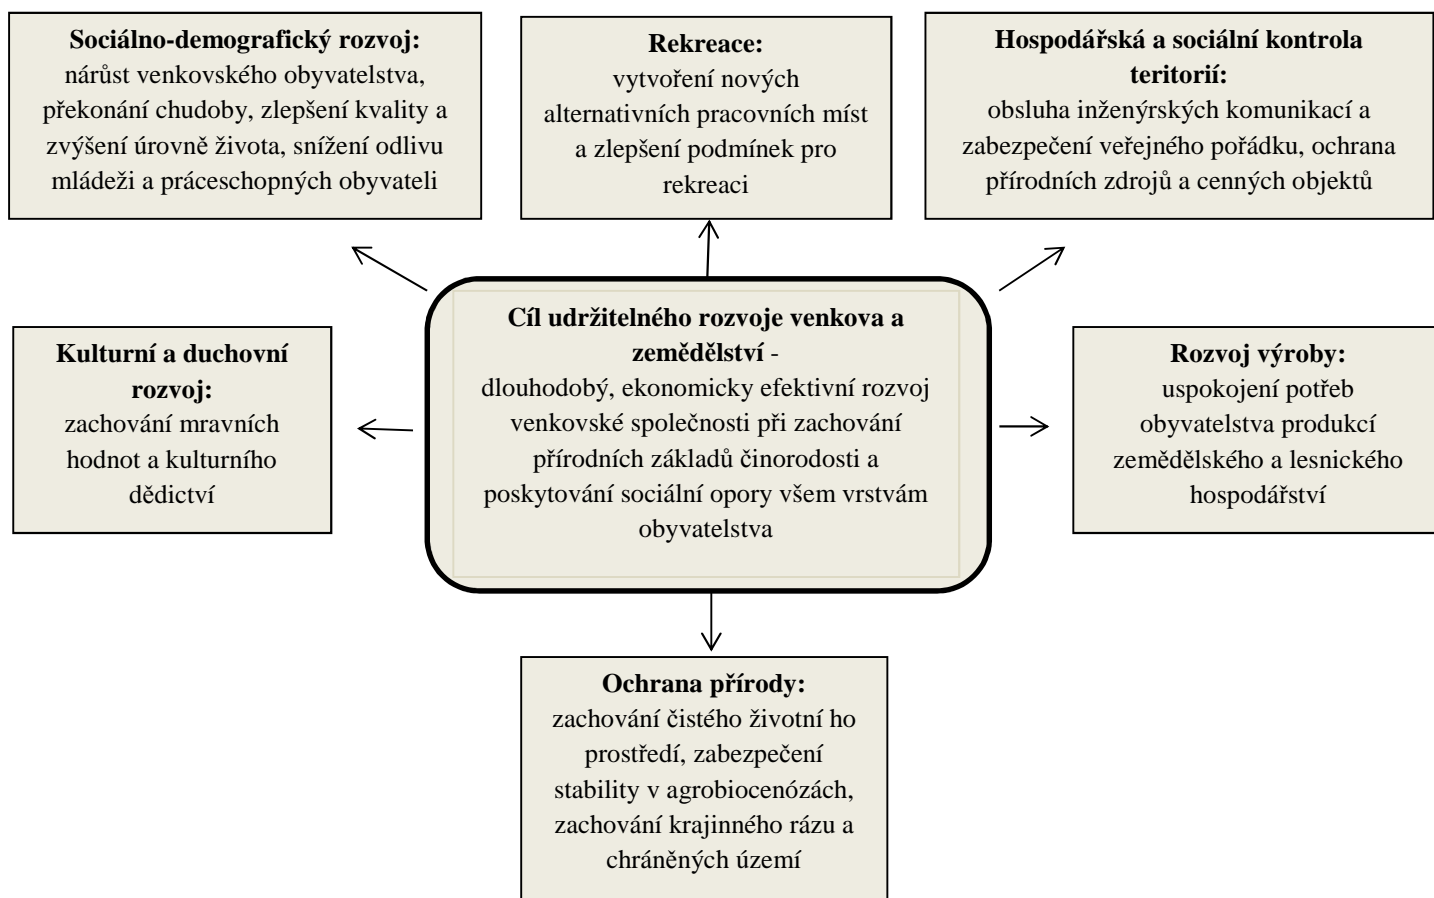 Sociálno-demografický rozvoj:
nárůst venkovského obyvatelstva,
překonání chudoby, zlepšení kvality a
zvýšení úrovně života, snížení odlivu
mládeži a práceschopných obyvateli
Rekreace:
vytvoření nových
alternativních pracovních míst
a zlepšení podmínek pro
rekreaci
Hospodářská a sociální kontrola
teritorií:
obsluha inženýrských komunikací a
zabezpečení veřejného pořádku, ochrana
přírodních zdrojů a cenných objektů
Kulturní a duchovní
rozvoj:
zachování mravních
hodnot a kulturního
dědictví
Cíl udržitelného rozvoje venkova a
zemědělství -
dlouhodobý, ekonomicky efektivní rozvoj
venkovské společnosti při zachování
přírodních základů činorodosti a
poskytování sociální opory všem vrstvám
obyvatelstva
Rozvoj výroby:
uspokojení potřeb
obyvatelstva produkcí
zemědělského a lesnického
hospodářství
Ochrana přírody:
zachování čistého životní ho
prostředí, zabezpečení
stability v agrobiocenózách,
zachování krajinného rázu a
chráněných území